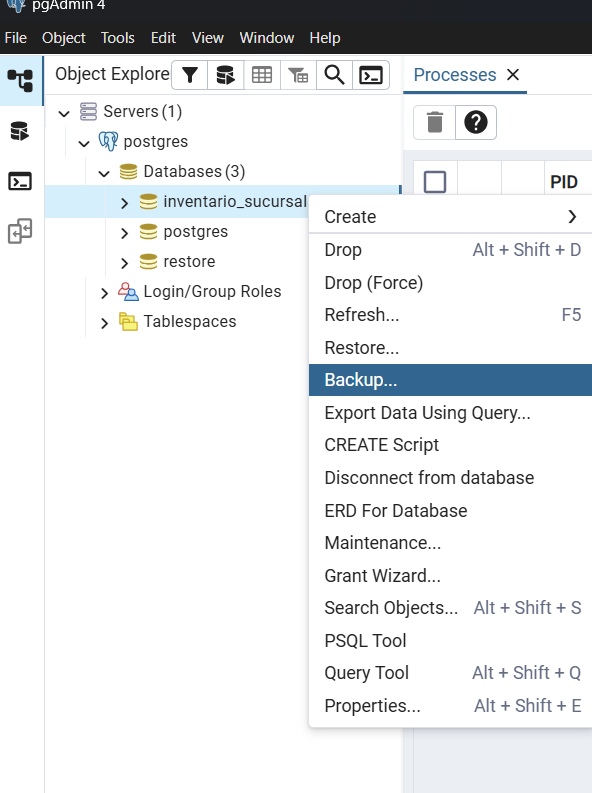 pgAdmin 4
File Object Tools Edit View Window Help
Object Explore
Processes
Servers (1)
postgres
Databases (3)
inventario_sucursal
postgres
restore
Login/Group Roles
Tablespaces
PID
Create
Drop Alt + Shift + D
Drop (Force)
Refresh... F5
Restore...
Backup...
Export Data Using Query...
CREATE Script
Disconnect from database
ERD For Database
Maintenance...
Grant Wizard...
Search Objects... Alt + Shift + S
PSQL Tool
Query Tool Alt + Shift + Q
Properties... Alt + Shift + E